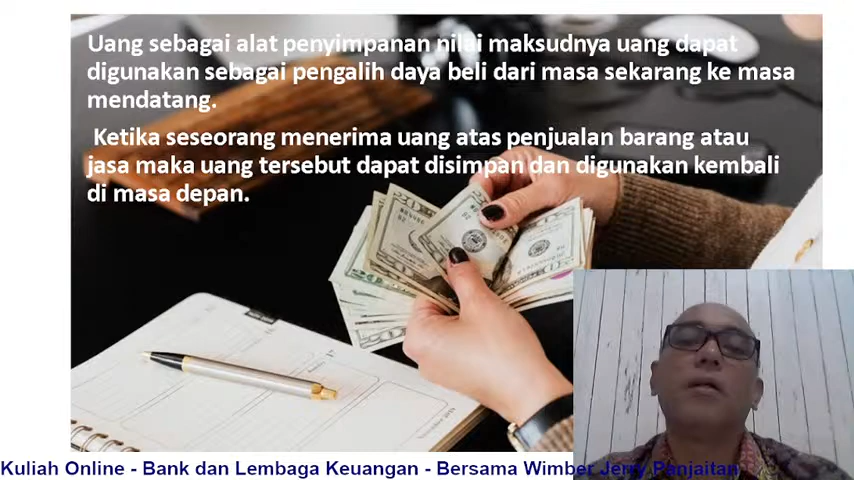 Uang sebagai alat penyimpanan nilai maksudnya uang dapat
digunakan sebagai pengalih daya beli dari masa sekarang ke masa
mendatang.
Ketika seseorang menerima uang atas penjualan barang atau
jasa maka uang tersebut dapat disimpan dan digunakan kembali
di masa depan.
Kuliah Online - Bank dan Lembaga Keuangan - Bersama Wimber Jerry Panjaitan